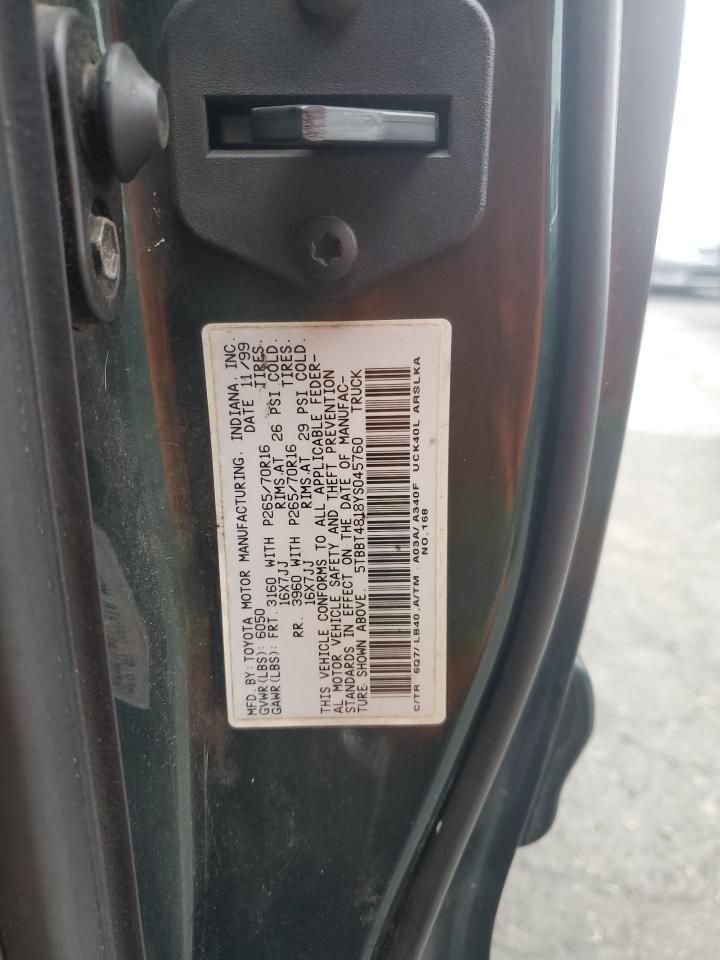 MFD. BY: TOYOTA MOTOR MANUFACTURING. INDIANA. INC.
DATE 11/99
GVWR(LBS): 6050
GAWR(LBS): FRT. 3160 WITH P265/70R16 TIRES.
16X7JJ RIMS.AT 26 PSI COLD.
RR. 3960 WITH P265/70R16 TIRES.
16X7JJ RIMS.AT 29 PSI COLD.
THIS VEHICLE CONFORMS TO ALL APPLICABLE FEDER-
AL MOTOR VEHICLE SAFETY AND THEFT PREVENTION
STANDARDS IN EFFECT ON THE DATE OF MANUFAC-
TURE SHOWN ABOVE. 5TBBT4818YS045760 TRUCK
C/TR 6Q7/ LB40 ,A/TM A03A/ A340F UCK40L ARSLKA
NO.168